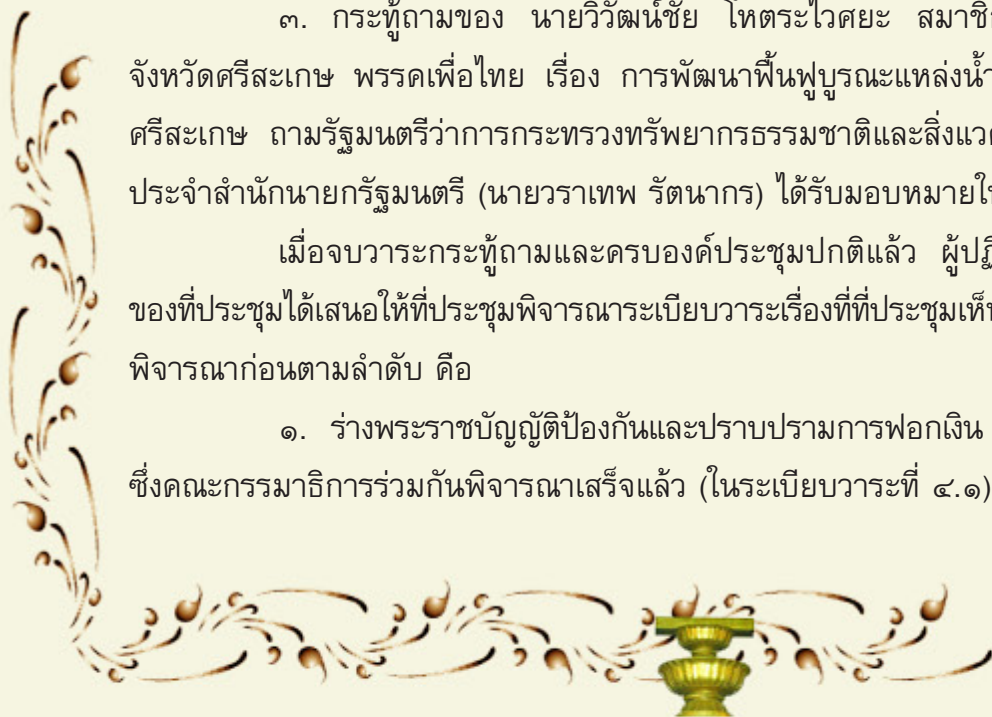 ๓. กระทู้ถามของ นายวิวัฒน์ชัย โหตระไวศยะ สมาชิก
จังหวัดศรีสะเกษ พรรคเพื่อไทย เรื่อง การพัฒนาฟื้นฟูบูรณะแหล่งน้ำ
ศรีสะเกษ ถามรัฐมนตรีว่าการกระทรวงทรัพยากรธรรมชาติและสิ่งแวด
ประจำสำนักนายกรัฐมนตรี (นายวราเทพ รัตนากร) ได้รับมอบหมายให
เมื่อจบวาระกระทู้ถามและครบองค์ประชุมปกติแล้ว ผู้ปฏิ
ของที่ประชุมได้เสนอให้ที่ประชุมพิจารณาระเบียบวาระเรื่องที่ที่ประชุมเห็น
พิจารณาก่อนตามลำดับ คือ
๑. ร่างพระราชบัญญัติป้องกันและปราบปรามการฟอกเงิน
ซึ่งคณะกรรมาธิการร่วมกันพิจารณาเสร็จแล้ว (ในระเบียบวาระที่ ๔.๑)